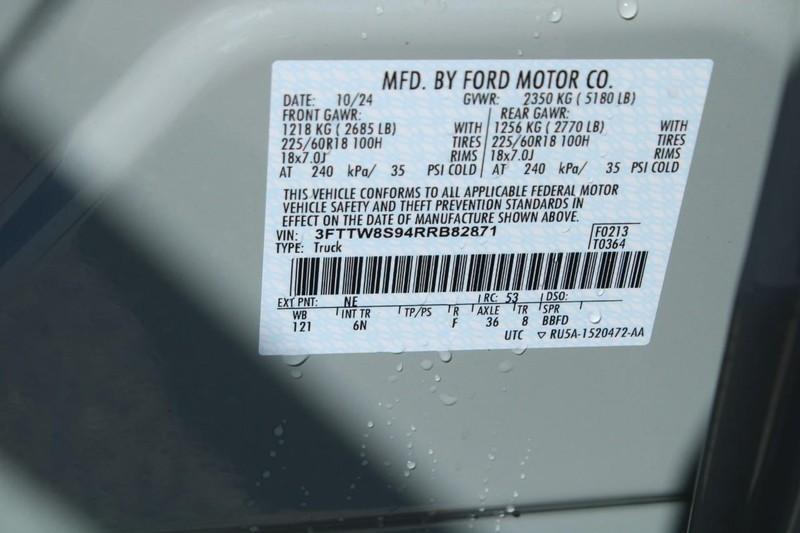 MFD. BY FORD MOTOR CO.
DATE: 10/24 GVWR: 2350 KG ( 5180 LB)
FRONT GAWR: REAR GAWR:
1218 KG ( 2685 LB) WITH 1256 KG ( 2770 LB) WITH
225/60R18 100H TIRES 225/60R18 100H TIRES
18x7.0J RIMS 18x7.0J RIMS
AT 240 kPa/ 35 PSI COLD AT 240 kPa/ 35 PSI COLD
THIS VEHICLE CONFORMS TO ALL APPLICABLE FEDERAL MOTOR
VEHICLE SAFETY AND THEFT PREVENTION STANDARDS IN
EFFECT ON THE DATE OF MANUFACTURE SHOWN ABOVE.
VIN: 3FTTW8S94RRB82871 F0213
TYPE: Truck T0364
EXT PNT: NE RC: 53 DSO:
WB INT TR TP/PS R AXLE TR SPR
121 6N F 36 8 BBFD
UTC ▽ RU5A-1520472-AA